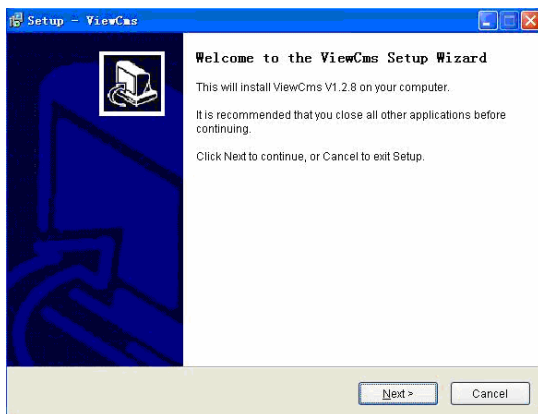 Setup - ViewCms
Welcome to the ViewCms Setup Wizard
This will install ViewCms V1.2.8 on your computer.
It is recommended that you close all other applications before
continuing.
Click Next to continue, or Cancel to exit Setup.
Next >
Cancel